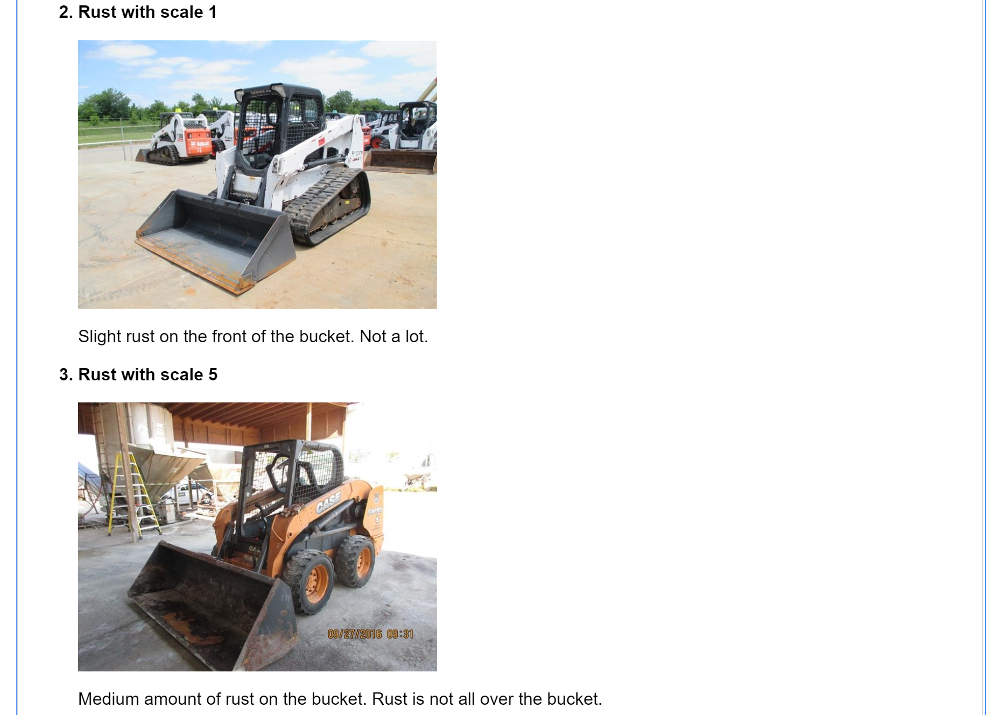 2. Rust with scale 1
Bobcat
Slight rust on the front of the bucket. Not a lot.
3. Rust with scale 5
CASE
SV185
09/27/2016 09:31
Medium amount of rust on the bucket. Rust is not all over the bucket.